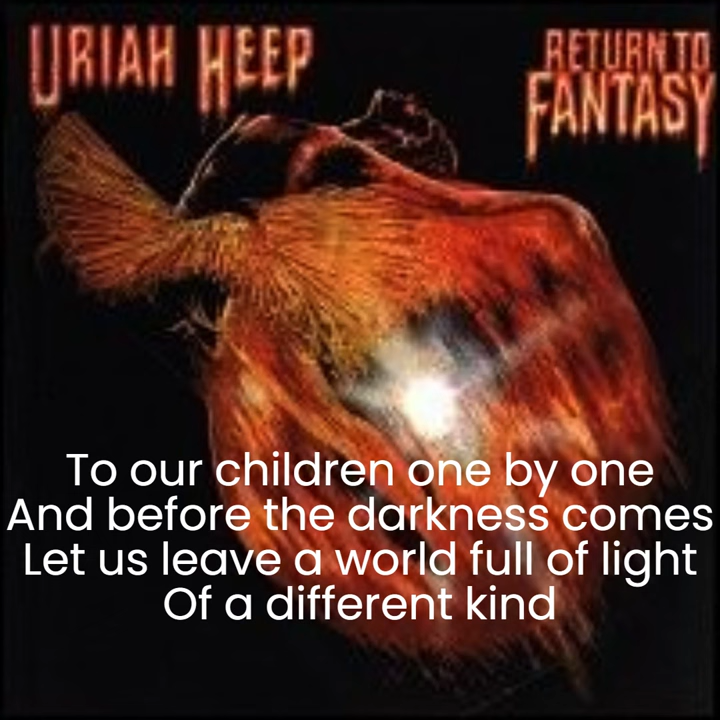 URIAH HEEP
RETURN TO
FANTASY
To our children one by one
And before the darkness comes
Let us leave a world full of light
Of a different kind